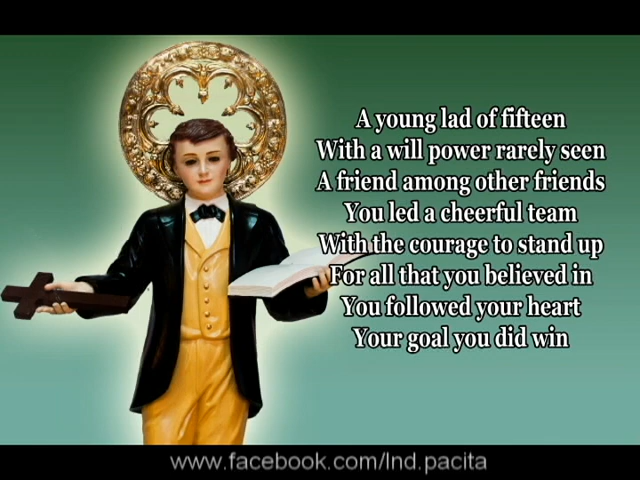 A young lad of fifteen
With a will power rarely seen
A friend among other friends
You led a cheerful team
With the courage to stand up
For all that you believed in
You followed your heart
Your goal you did win
www.facebook.com/lnd.pacita